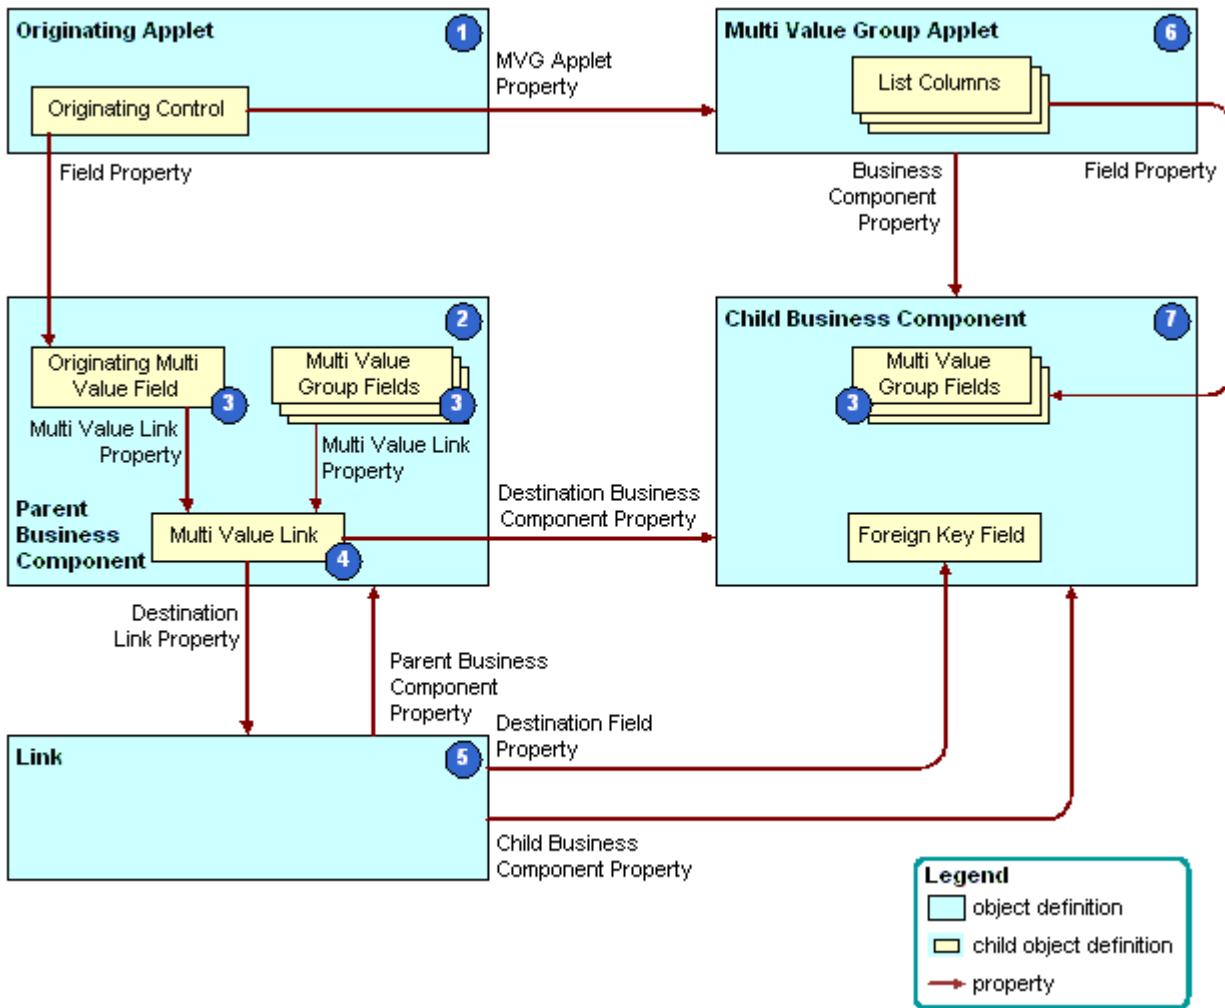 Originating Applet
1
Originating Control
MVG Applet
Property
Multi Value Group Applet
6
List Columns
Field Property
Business
Component
Property
Field Property
2
Originating Multi
Value Field
3
Multi Value
Group Fields
3
Multi Value Link
Property
Multi Value Link
Property
Parent
Business
Component
Multi Value Link
4
Destination Business
Component Property
Child Business Component
7
Multi Value
Group Fields
3
Foreign Key Field
Destination
Link Property
Parent Business
Component
Property
Destination Field
Property
Link
5
Child Business
Component Property
Legend
object definition
child object definition
property